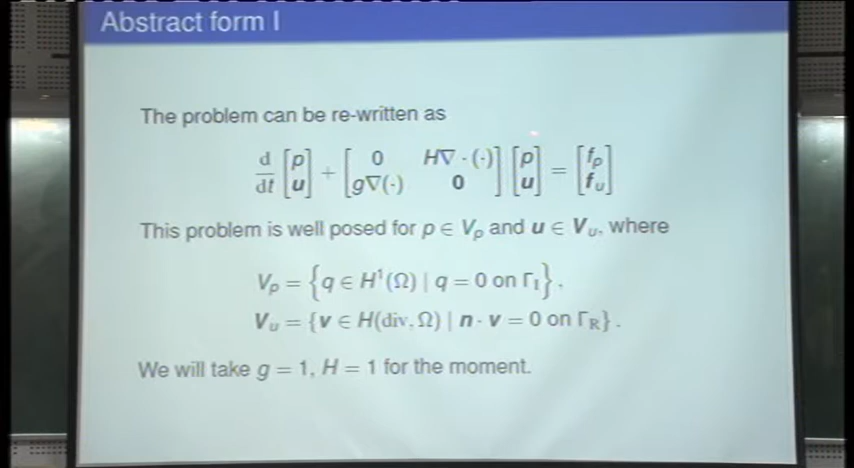 Abstract form I
The problem can be re-written as
d/dt [p; u] + [0, H∇ · (·); g∇(·), 0] [p; u] = [f_p; f_u]
This problem is well posed for p ∈ V_p and u ∈ V_u, where
V_p = {q ∈ H¹(Ω) | q = 0 on Γ_I},
V_u = {v ∈ H(div, Ω) | n · v = 0 on Γ_R}.
We will take g = 1, H = 1 for the moment.